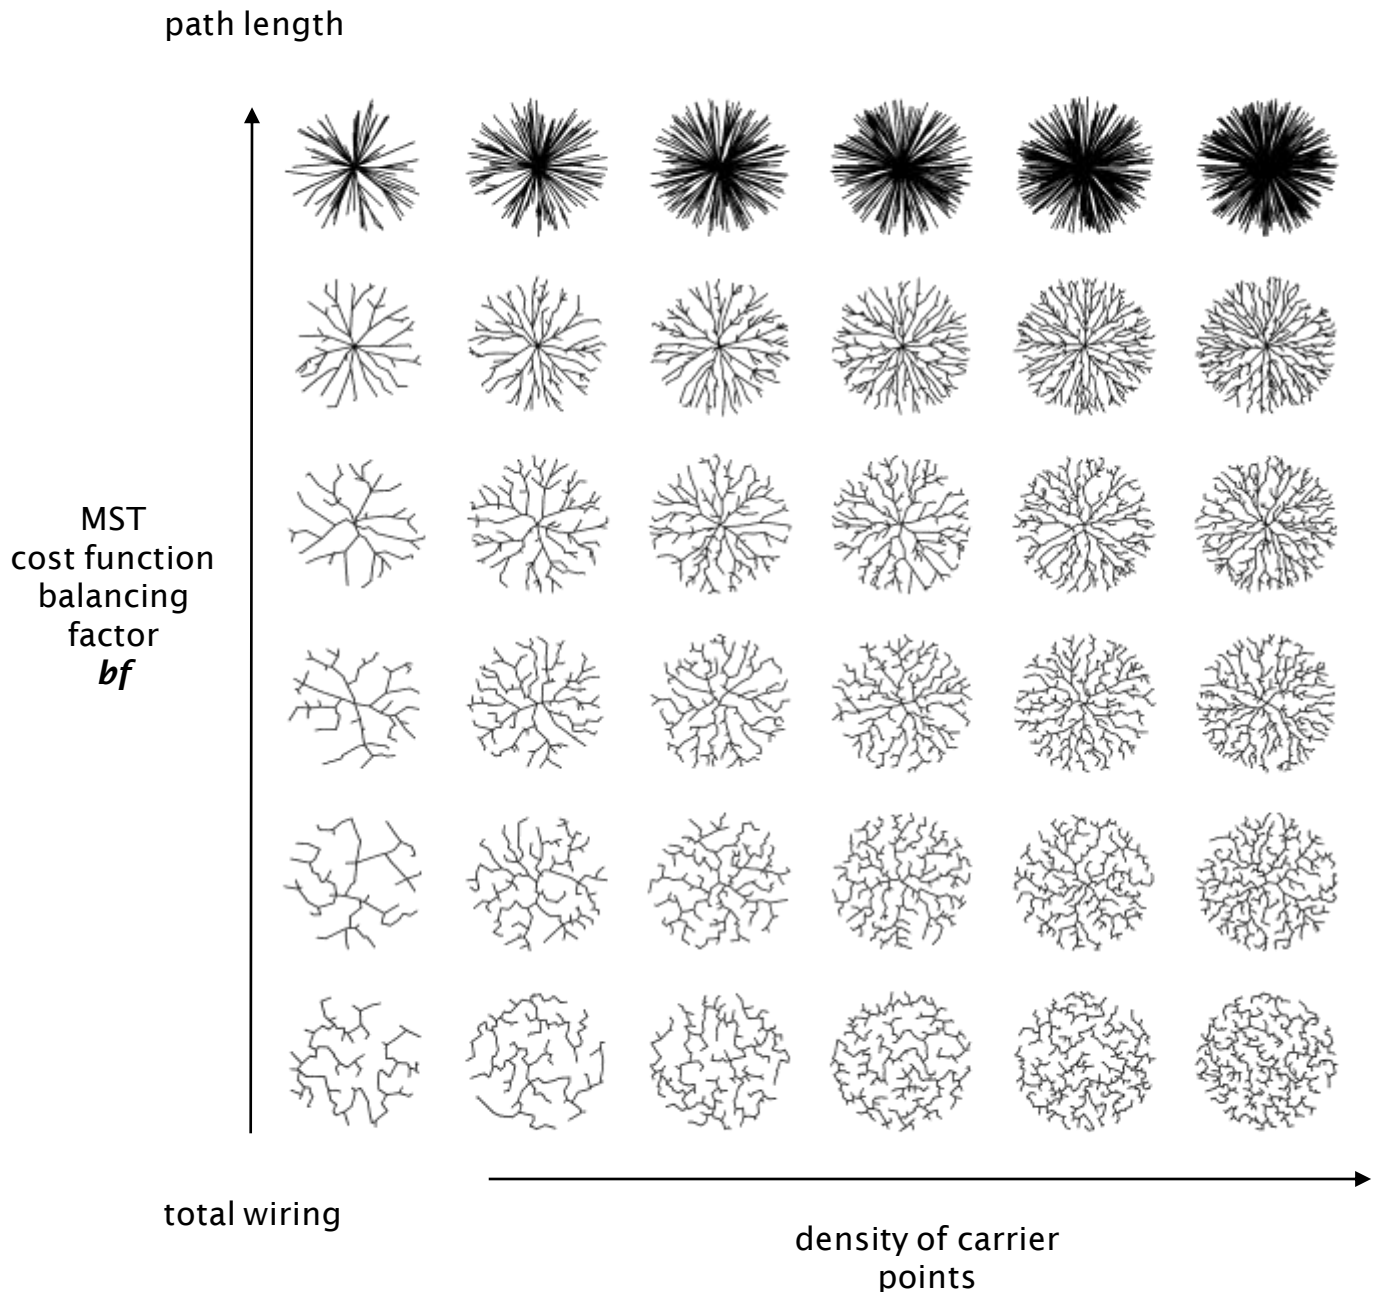 path length
MST
cost function
balancing
factor
bf
total wiring
density of carrier
points